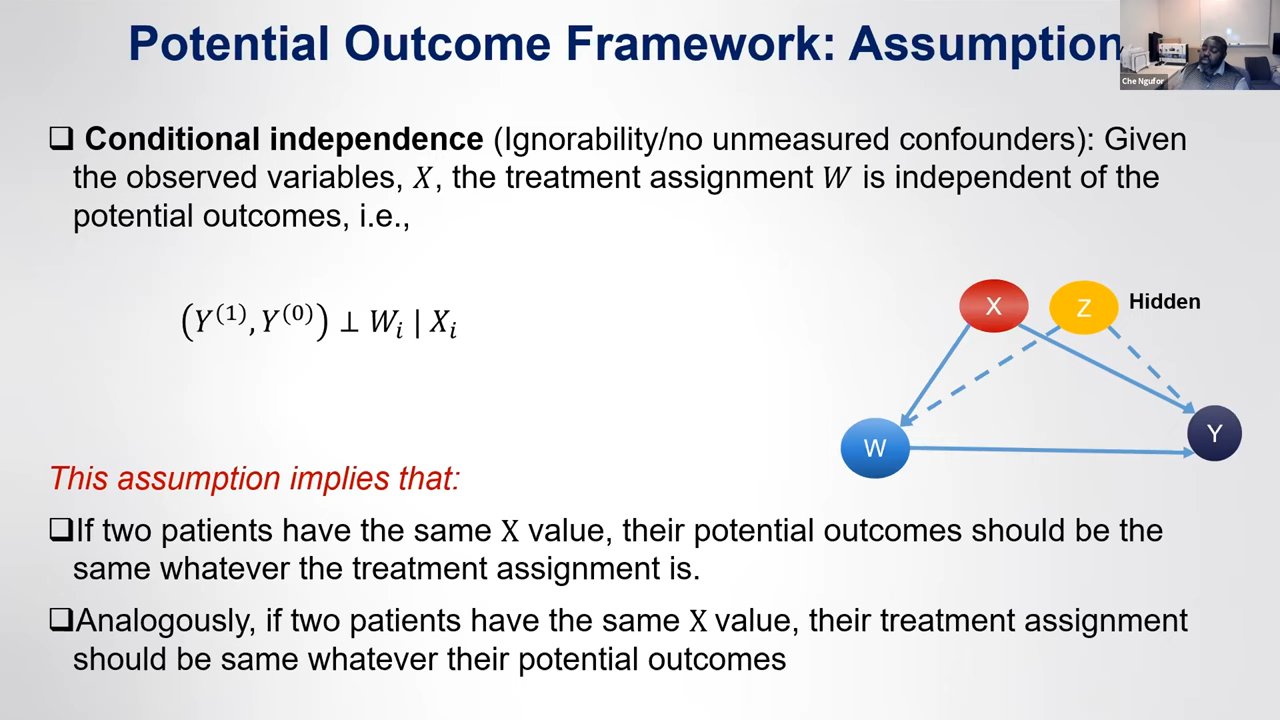 Potential Outcome Framework: Assumption
Che Ngufor
❑ Conditional independence (Ignorability/no unmeasured confounders): Given
the observed variables, X, the treatment assignment W is independent of the
potential outcomes, i.e.,
(Y⁽¹⁾, Y⁽⁰⁾) ⊥ Wᵢ | Xᵢ
X
Z
Hidden
W
Y
This assumption implies that:
❑If two patients have the same X value, their potential outcomes should be the
same whatever the treatment assignment is.
❑Analogously, if two patients have the same X value, their treatment assignment
should be same whatever their potential outcomes